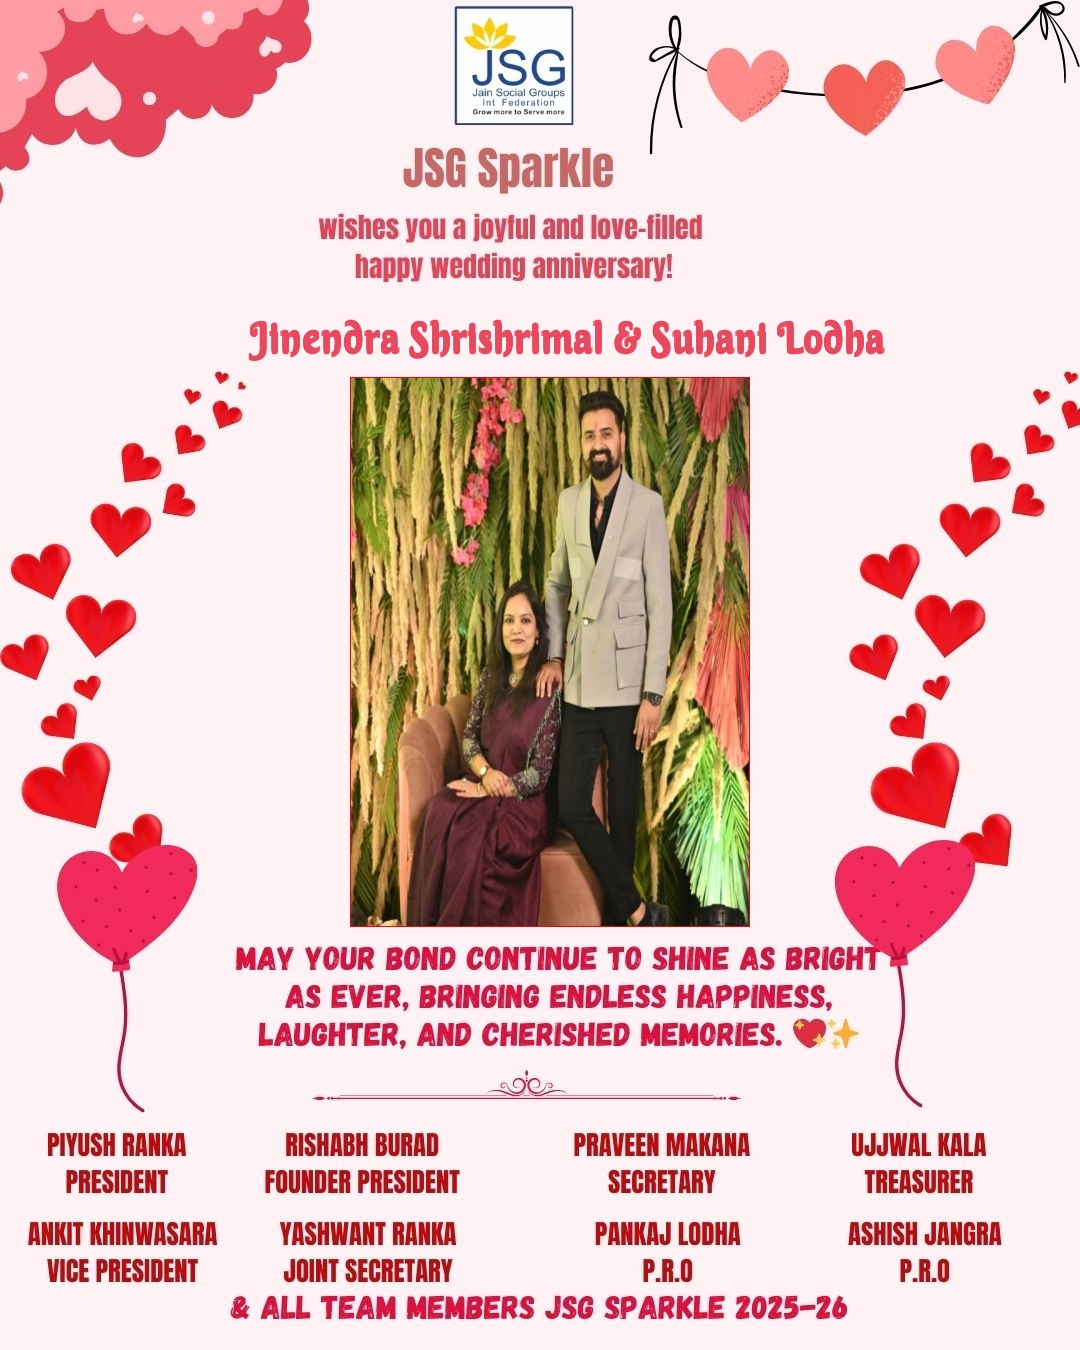 JSG
Jain Social Groups
Int Federation
Grow more to Serve more
JSG Sparkle
wishes you a joyful and love-filled
happy wedding anniversary!
Jinendra Shrishrimal & Suhani Lodha
MAY YOUR BOND CONTINUE TO SHINE AS BRIGHT
AS EVER, BRINGING ENDLESS HAPPINESS,
LAUGHTER, AND CHERISHED MEMORIES. 💖✨
PIYUSH RANKA
PRESIDENT
RISHABH BURAD
FOUNDER PRESIDENT
PRAVEEN MAKANA
SECRETARY
UJJWAL KALA
TREASURER
ANKIT KHINWASARA
VICE PRESIDENT
YASHWANT RANKA
JOINT SECRETARY
PANKAJ LODHA
P.R.O
ASHISH JANGRA
P.R.O
& ALL TEAM MEMBERS JSG SPARKLE 2025-26